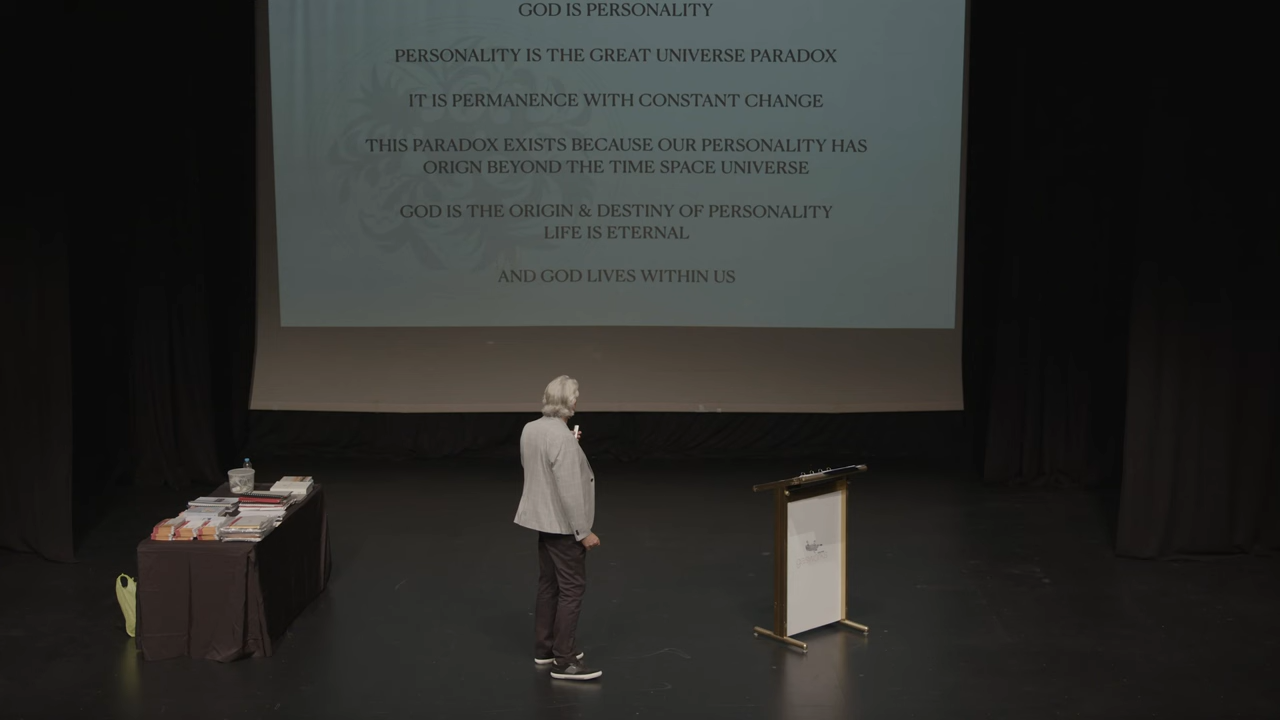 GOD IS PERSONALITY
PERSONALITY IS THE GREAT UNIVERSE PARADOX
IT IS PERMANENCE WITH CONSTANT CHANGE
THIS PARADOX EXISTS BECAUSE OUR PERSONALITY HAS
ORIGN BEYOND THE TIME SPACE UNIVERSE
GOD IS THE ORIGIN & DESTINY OF PERSONALITY
LIFE IS ETERNAL
AND GOD LIVES WITHIN US